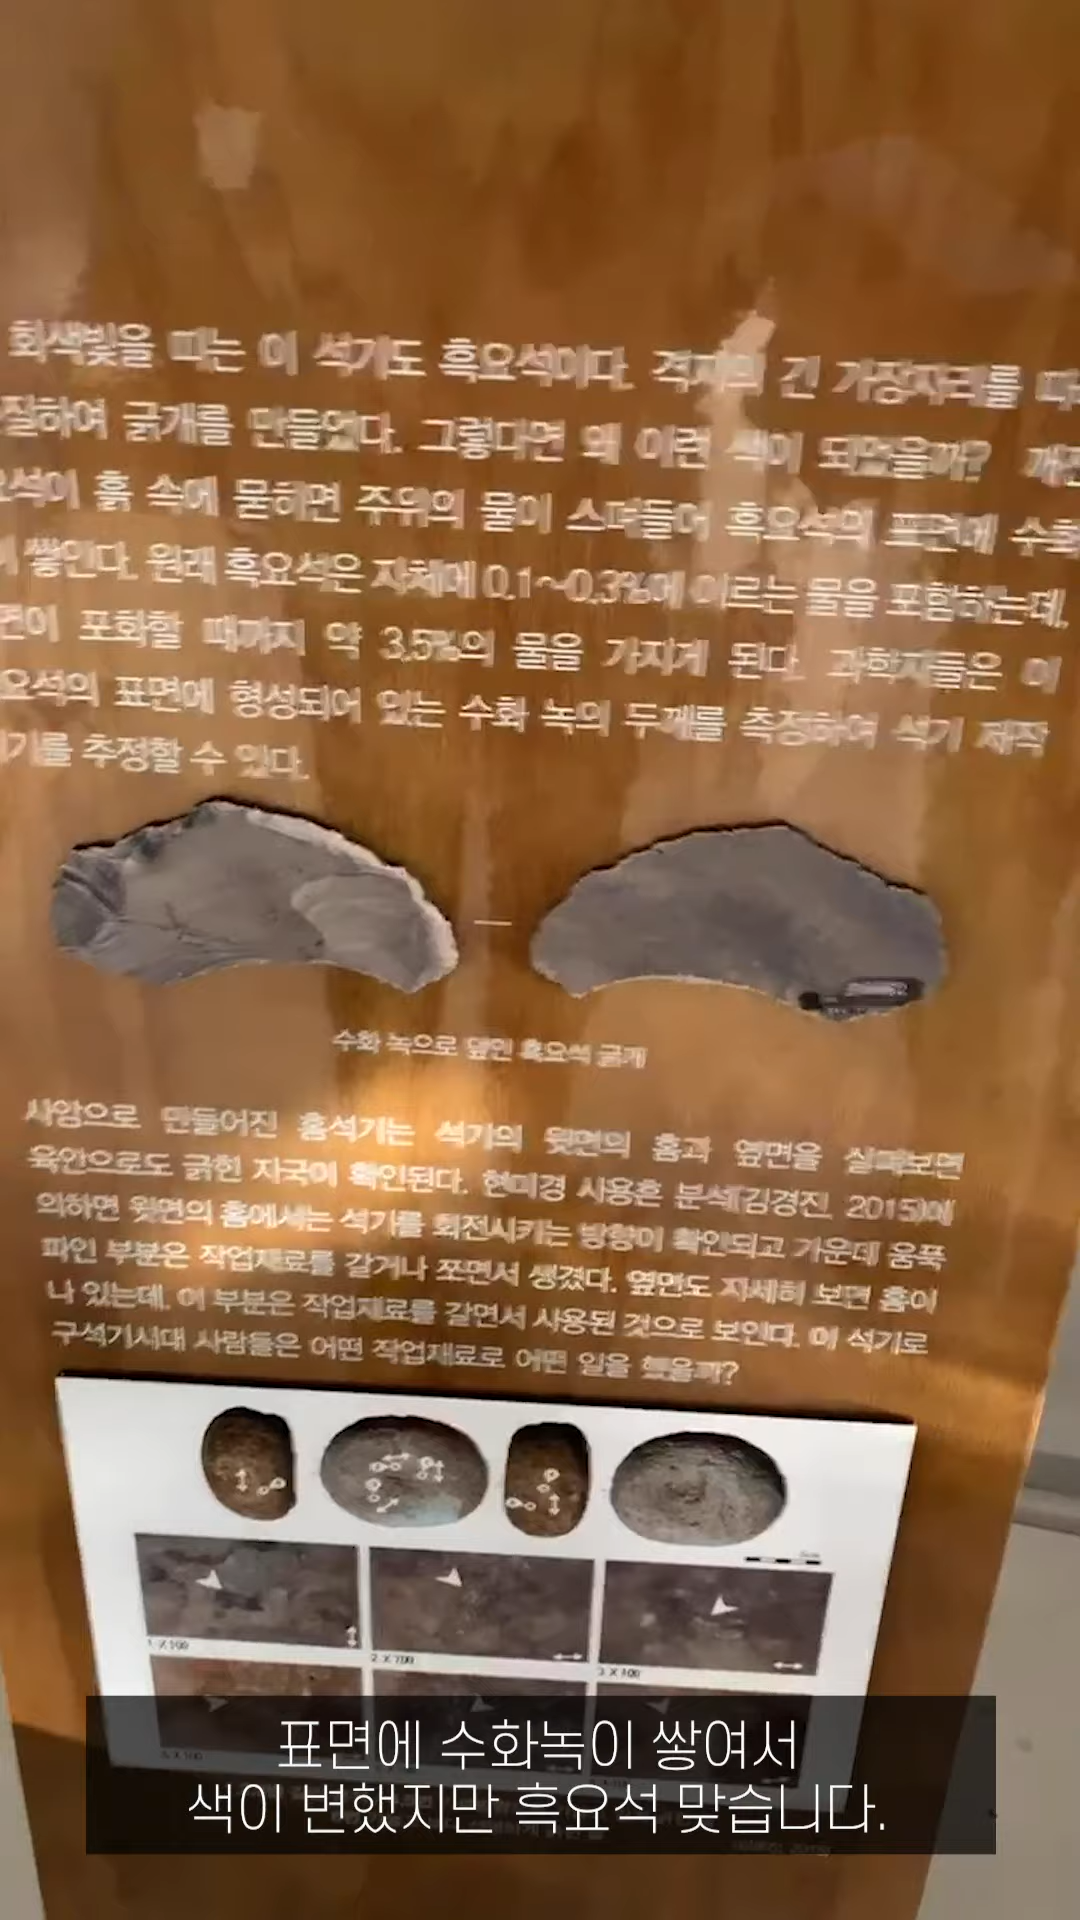 회색빛을 띠는 이 석기도 흑요석이다. 격지의 긴 가장자리를 따
절하여 긁개를 만들었다. 그렇다면 왜 이런 색이 되었을까?
요석이 흙 속에 묻히면 주위의 물이 스며들어 흑요석의 표면에 수화
이 쌓인다. 원래 흑요석은 자체에 0.1~0.3%에 이르는 물을 포함하는데,
면이 포화할 때까지 약 3.5%의 물을 가지게 된다. 과학자들은 이
요석의 표면에 형성되어 있는 수화 녹의 두께를 측정하여 석기 제작
기를 추정할 수 있다.
수화 녹으로 덮인 흑요석 긁개
사암으로 만들어진 홈석기는 석기의 윗면의 홈과 옆면을 살펴보면
육안으로도 긁힌 자국이 확인된다. 현미경 사용흔 분석(김경진, 2015)에
의하면 윗면의 홈에서는 석기를 회전시키는 방향이 확인되고 가운데 움푹
파인 부분은 작업재료를 갈거나 쪼면서 생겼다. 옆면도 자세히 보면 홈이
나 있는데, 이 부분은 작업재료를 갈면서 사용된 것으로 보인다. 이 석기로
구석기시대 사람들은 어떤 작업재료로 어떤 일을 했을까?
1. X 100
3. X 100
표면에 수화녹이 쌓여서
색이 변했지만 흑요석 맞습니다.